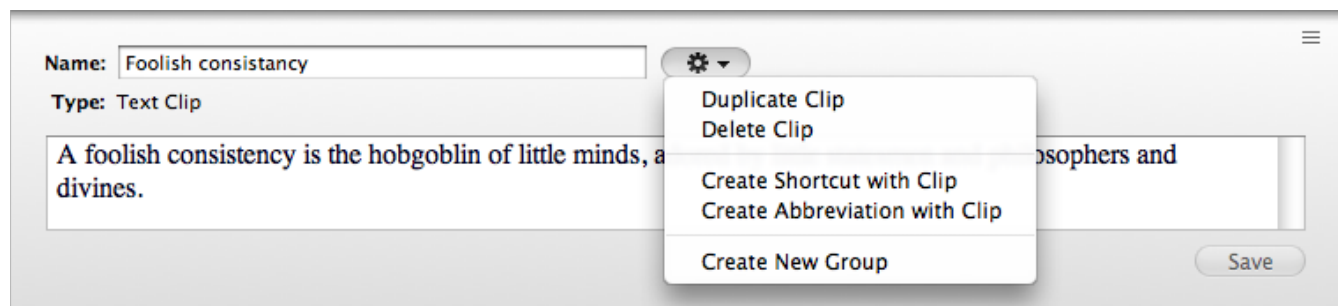 Name: Foolish consistancy
Type: Text Clip
Duplicate Clip
Delete Clip
A foolish consistency is the hobgoblin of little minds, a
and
divines.
Create Shortcut with Clip
Create Abbreviation with Clip
Create New Group
Save